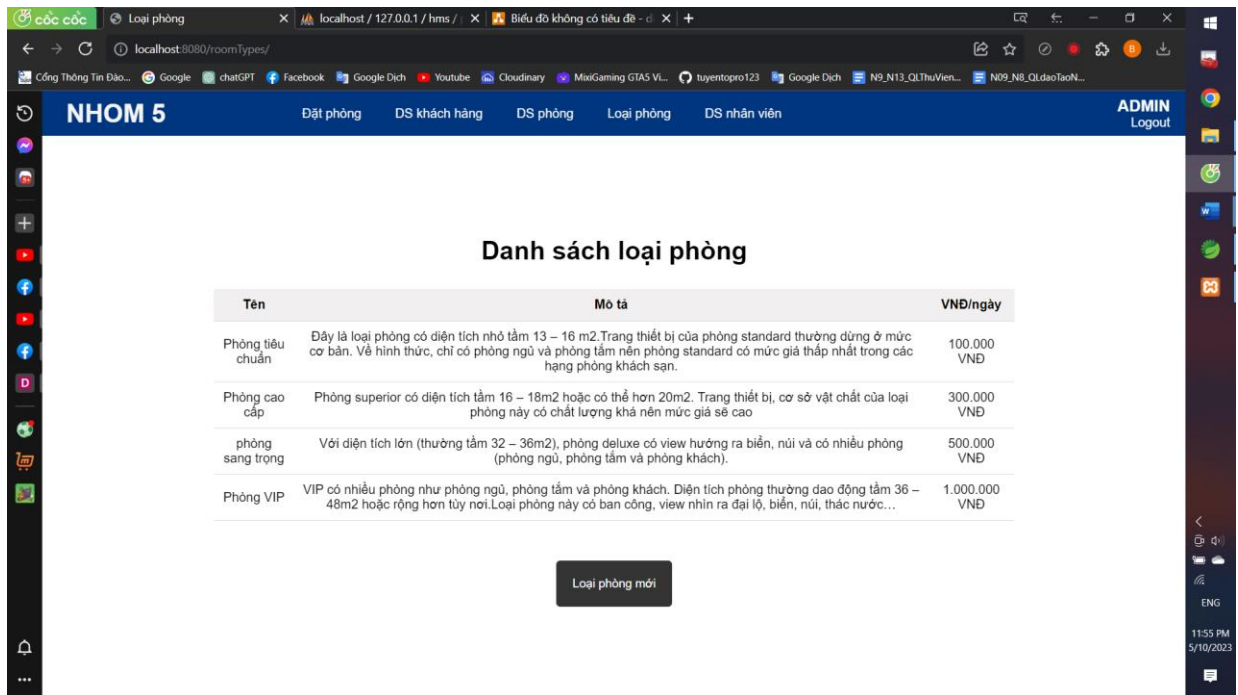 cốc cốc
Loại phòng
localhost / 127.0.0.1 / hms /
Biểu đồ không có tiêu đề - d
localhost:8080/roomTypes/
Cổng Thông Tin Đào...
Google
chatGPT
Facebook
Google Dịch
Youtube
Cloudinary
MixiGaming GTA5 Vi...
tuyentopro123
Google Dịch
N9_N13_QLThuVien...
N09_N8_QLdaoTaoN...
NHOM 5
Đặt phòng
DS khách hàng
DS phòng
Loại phòng
DS nhân viên
ADMIN
Logout
Danh sách loại phòng
Tên
Mô tả
VNĐ/ngày
Phòng tiêu
chuẩn
Đây là loại phòng có diện tích nhỏ tầm 13 – 16 m2.Trang thiết bị của phòng standard thường dừng ở mức
cơ bản. Về hình thức, chỉ có phòng ngủ và phòng tắm nên phòng standard có mức giá thấp nhất trong các
hạng phòng khách sạn.
100.000
VNĐ
Phòng cao
cấp
Phòng superior có diện tích tầm 16 – 18m2 hoặc có thể hơn 20m2. Trang thiết bị, cơ sở vật chất của loại
phòng này có chất lượng khá nên mức giá sẽ cao
300.000
VNĐ
phòng
sang trọng
Với diện tích lớn (thường tầm 32 – 36m2), phòng deluxe có view hướng ra biển, núi và có nhiều phòng
(phòng ngủ, phòng tắm và phòng khách).
500.000
VNĐ
Phòng VIP
VIP có nhiều phòng như phòng ngủ, phòng tắm và phòng khách. Diện tích phòng thường dao động tầm 36 –
48m2 hoặc rộng hơn tùy nơi.Loại phòng này có ban công, view nhìn ra đại lộ, biển, núi, thác nước…
1.000.000
VNĐ
Loại phòng mới
ENG
11:55 PM
5/10/2023